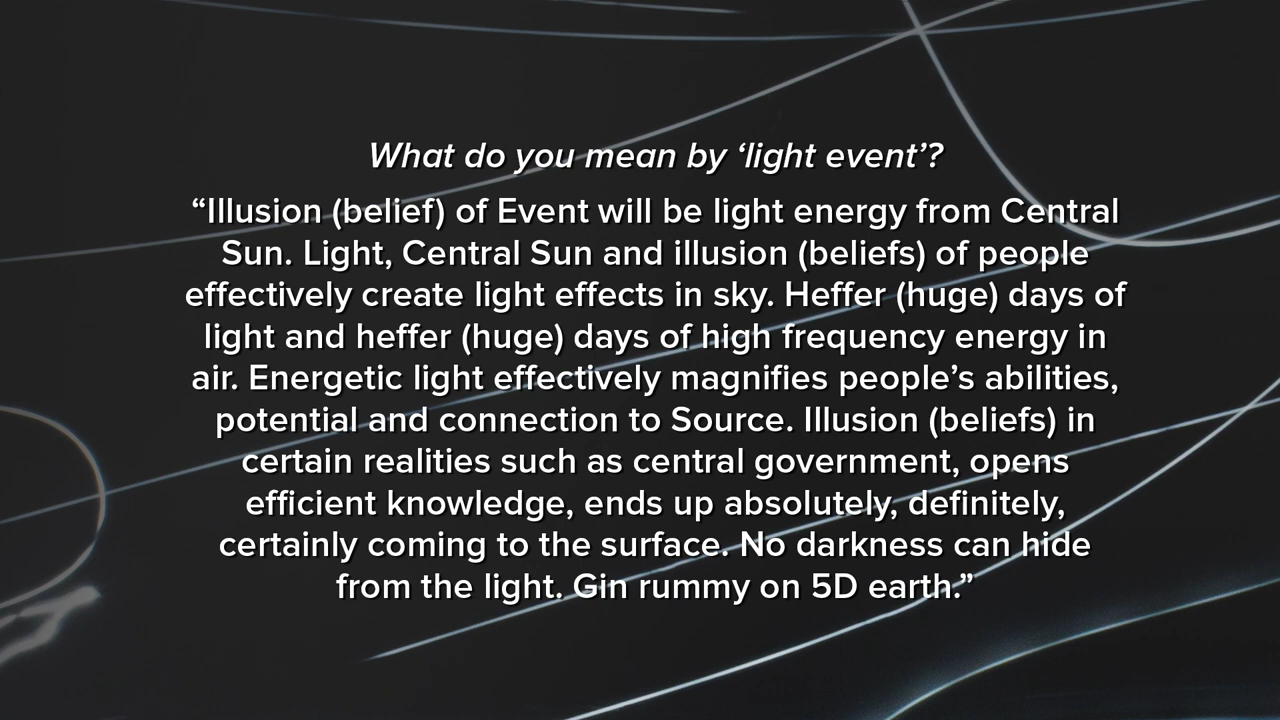 What do you mean by ‘light event’?
“Illusion (belief) of Event will be light energy from Central
Sun. Light, Central Sun and illusion (beliefs) of people
effectively create light effects in sky. Heffer (huge) days of
light and heffer (huge) days of high frequency energy in
air. Energetic light effectively magnifies people’s abilities,
potential and connection to Source. Illusion (beliefs) in
certain realities such as central government, opens
efficient knowledge, ends up absolutely, definitely,
certainly coming to the surface. No darkness can hide
from the light. Gin rummy on 5D earth.”